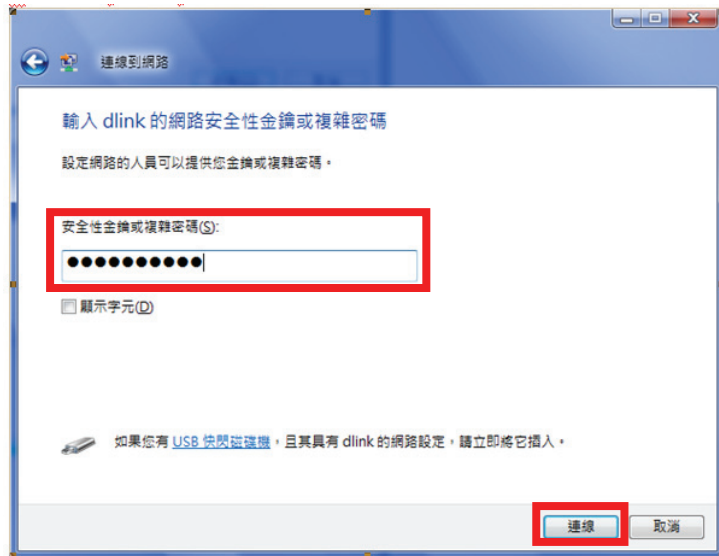 連線到網路
輸入 dlink 的網路安全性金鑰或複雜密碼
設定網路的人員可以提供您金鑰或複雜密碼。
安全性金鑰或複雜密碼(S):
●●●●●●●●●●
顯示字元(D)
如果您有 USB 快閃磁碟機，且其具有 dlink 的網路設定，請立即將它插入。
連線 取消